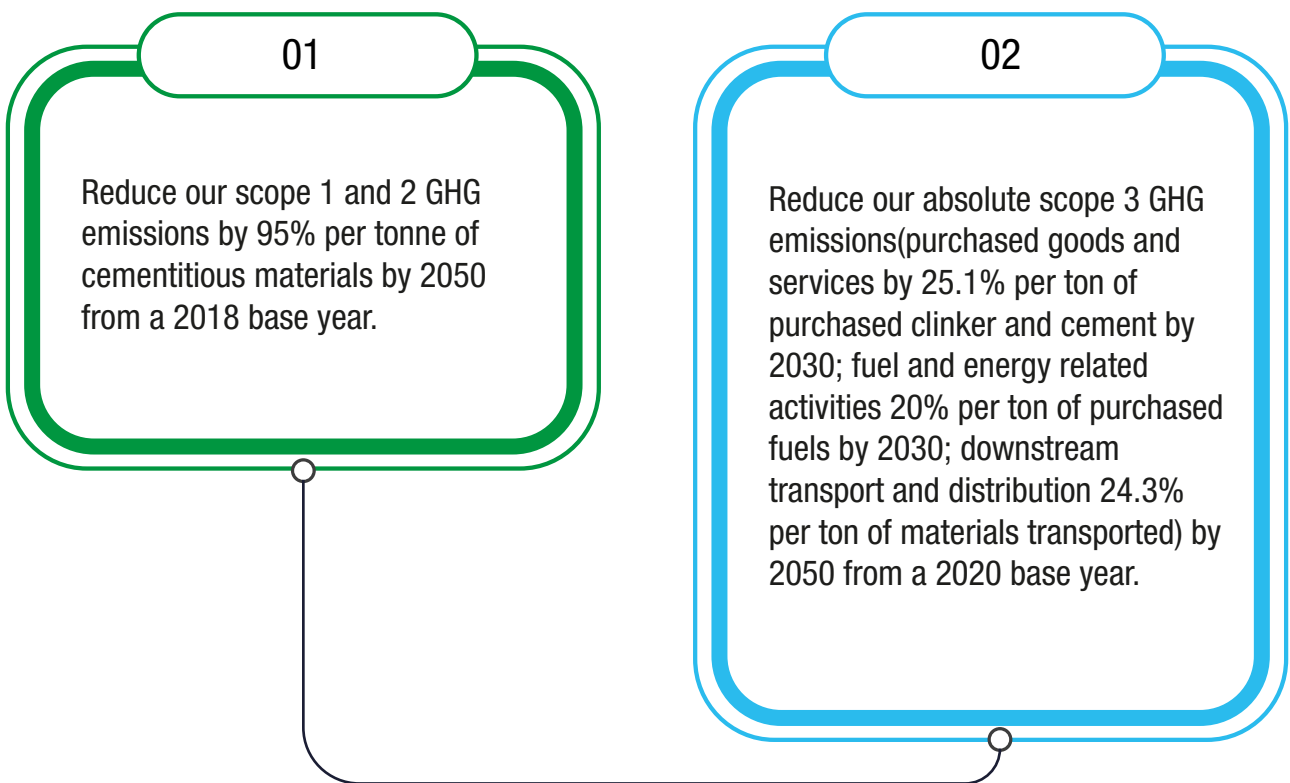 01
Reduce our scope 1 and 2 GHG
emissions by 95% per tonne of
cementitious materials by 2050
from a 2018 base year.
02
Reduce our absolute scope 3 GHG
emissions(purchased goods and
services by 25.1% per ton of
purchased clinker and cement by
2030; fuel and energy related
activities 20% per ton of purchased
fuels by 2030; downstream
transport and distribution 24.3%
per ton of materials transported) by
2050 from a 2020 base year.